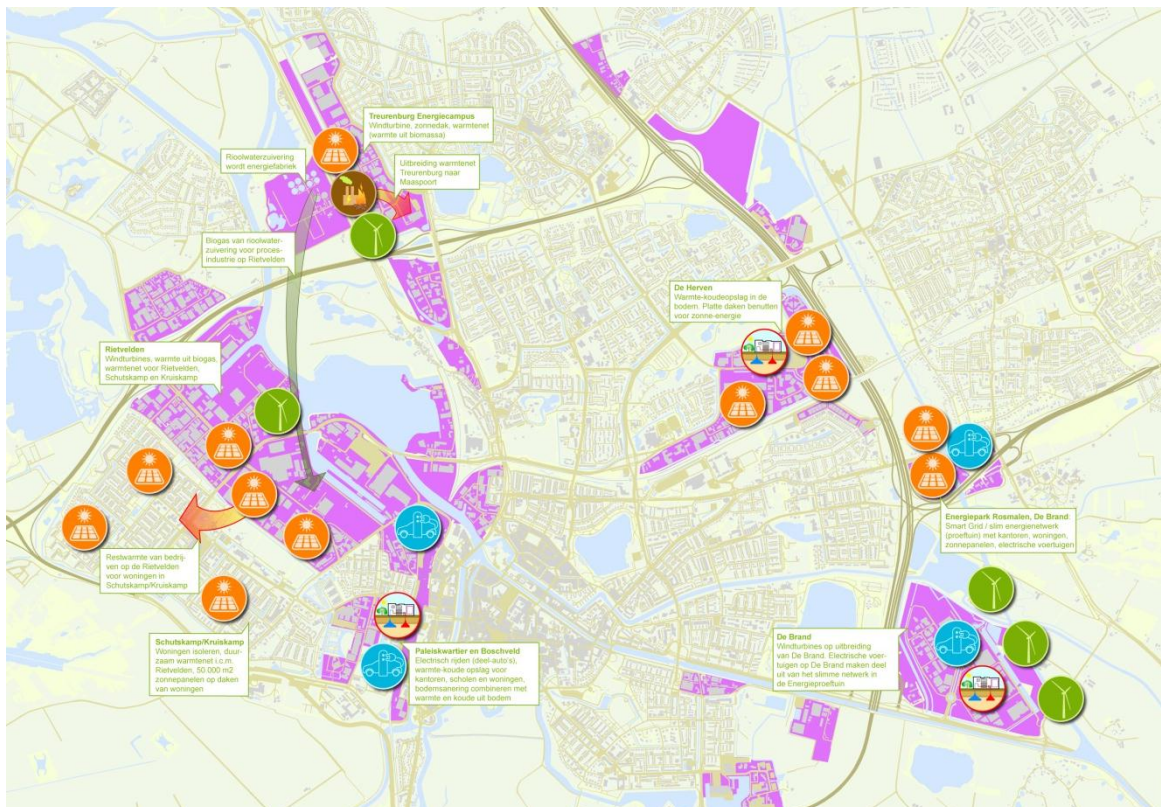 Treurenburg Energiecampus
Windturbine, zonnedak, warmtenet
(warmte uit biomassa)
Rioolwaterzuivering
wordt energiefabriek
Uitbreiding warmtenet
Treurenburg naar
Maaspoort
Biogas van rioolwater-
zuivering voor proces-
industrie op Rietvelden
De Herven
Warmte-koudeopslag in de
bodem. Platte daken benutten
voor zonne-energie
Rietvelden
Windturbines, warmte uit biogas,
warmtenet voor Rietvelden,
Schutskamp en Kruiskamp
Energiepark Rosmalen, De Brand
Smart Grid / slim energienetwerk
(proeftuin) met kantoren, woningen,
zonnepanelen, electrische voertuigen
Restwarmte van bedrij-
ven op de Rietvelden
voor woningen in
Schutskamp/Kruiskamp
Schutskamp/Kruiskamp
Woningen isoleren, duur-
zaam warmtenet i.c.m.
Rietvelden, 50.000 m2
zonnepanelen op daken
van woningen
Paleiskwartier en Boschveld
Electrisch rijden (deel-auto's),
warmte-koude opslag voor
kantoren, scholen en woningen,
bodemsanering combineren met
warmte en koude uit bodem
De Brand
Windturbines op uitbreiding
van De Brand. Electrische voer-
tuigen op De Brand maken deel
uit van het slimme netwerk in
de Energieproeftuin